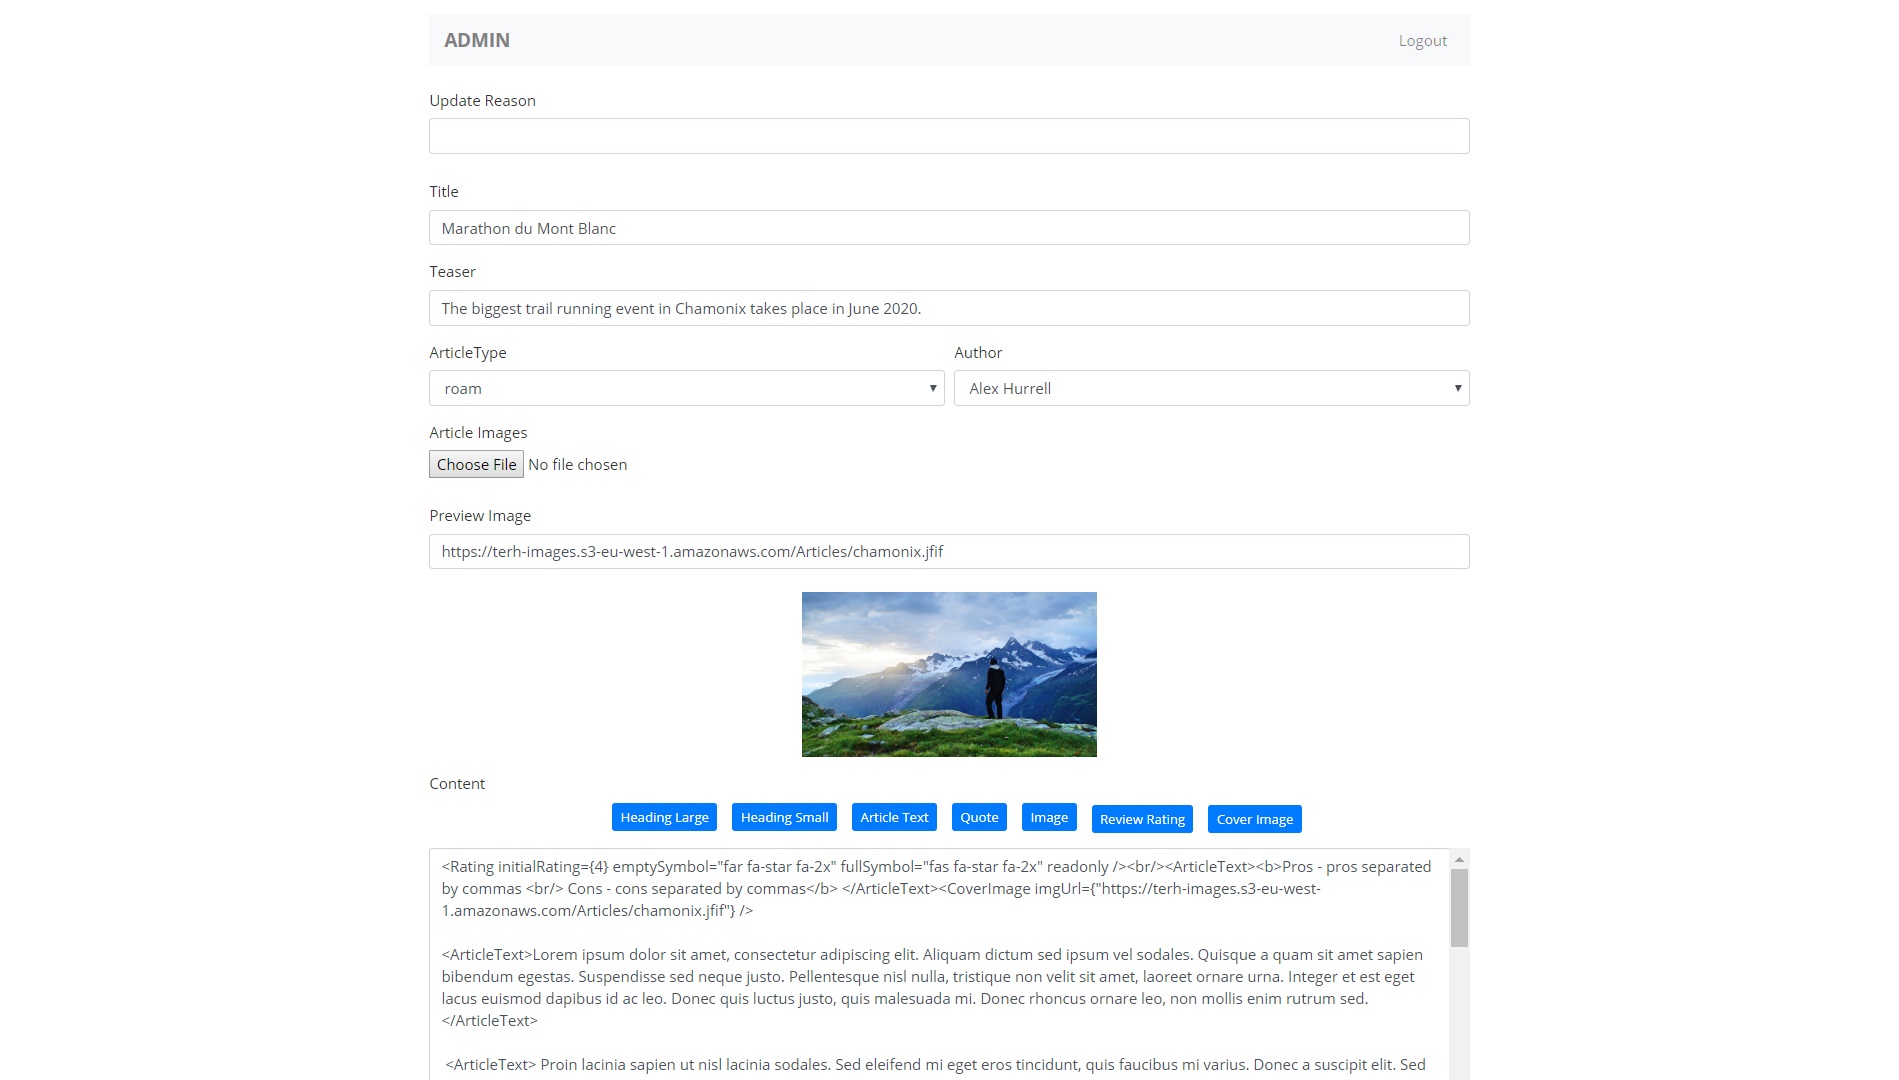 ADMIN
Logout
Update Reason
Title
Marathon du Mont Blanc
Teaser
The biggest trail running event in Chamonix takes place in June 2020.
ArticleType
Author
roam
Alex Hurrell
Article Images
Choose File No file chosen
Preview Image
https://terh-images.s3-eu-west-1.amazonaws.com/Articles/chamonix.jfif
Content
Heading Large
Heading Small
Article Text
Quote
Image
Review Rating
Cover Image
<Rating initialRating={4} emptySymbol="far fa-star fa-2x" fullSymbol="fas fa-star fa-2x" readonly /><br/><ArticleText><b>Pros - pros separated
by commas <br/> Cons - cons separated by commas</b> </ArticleText><CoverImage imgUrl={"https://terh-images.s3-eu-west-
1.amazonaws.com/Articles/chamonix.jfif"} />
<ArticleText>Lorem ipsum dolor sit amet, consectetur adipiscing elit. Aliquam dictum sed ipsum vel sodales. Quisque a quam sit amet sapien
bibendum egestas. Suspendisse sed neque justo. Pellentesque nisl nulla, tristique non velit sit amet, laoreet ornare urna. Integer et est eget
lacus euismod dapibus id ac leo. Donec quis luctus justo, quis malesuada mi. Donec rhoncus ornare leo, non mollis enim rutrum sed.
</ArticleText>
<ArticleText> Proin lacinia sapien ut nisl lacinia sodales. Sed eleifend mi eget eros tincidunt, quis faucibus mi varius. Donec a suscipit elit. Sed